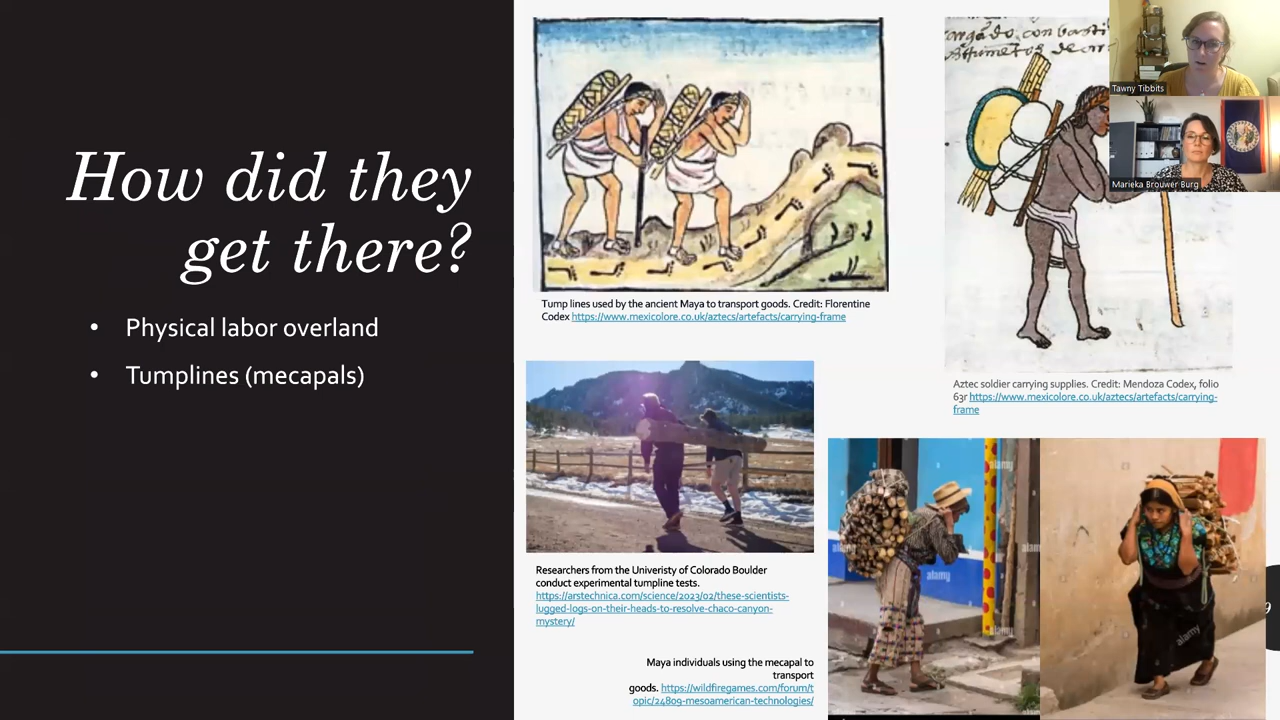 How did they
get there?
• Physical labor overland
• Tumplines (mecapals)
Tump lines used by the ancient Maya to transport goods. Credit: Florentine
Codex https://www.mexicolore.co.uk/aztecs/artefacts/carrying-frame
Tawny Tibbits
Marieka Brouwer Burg
Aztec soldier carrying supplies. Credit: Mendoza Codex, folio
63r https://www.mexicolore.co.uk/aztecs/artefacts/carrying-
frame
Researchers from the Univeristy of Colorado Boulder
conduct experimental tumpline tests.
https://arstechnica.com/science/2023/02/these-scientists-
lugged-logs-on-their-heads-to-resolve-chaco-canyon-
mystery/
Maya individuals using the mecapal to
transport
goods. https://wildfiregames.com/forum/t
opic/24809-mesoamerican-technologies/
alamy
alamy
alamy
alamy
9